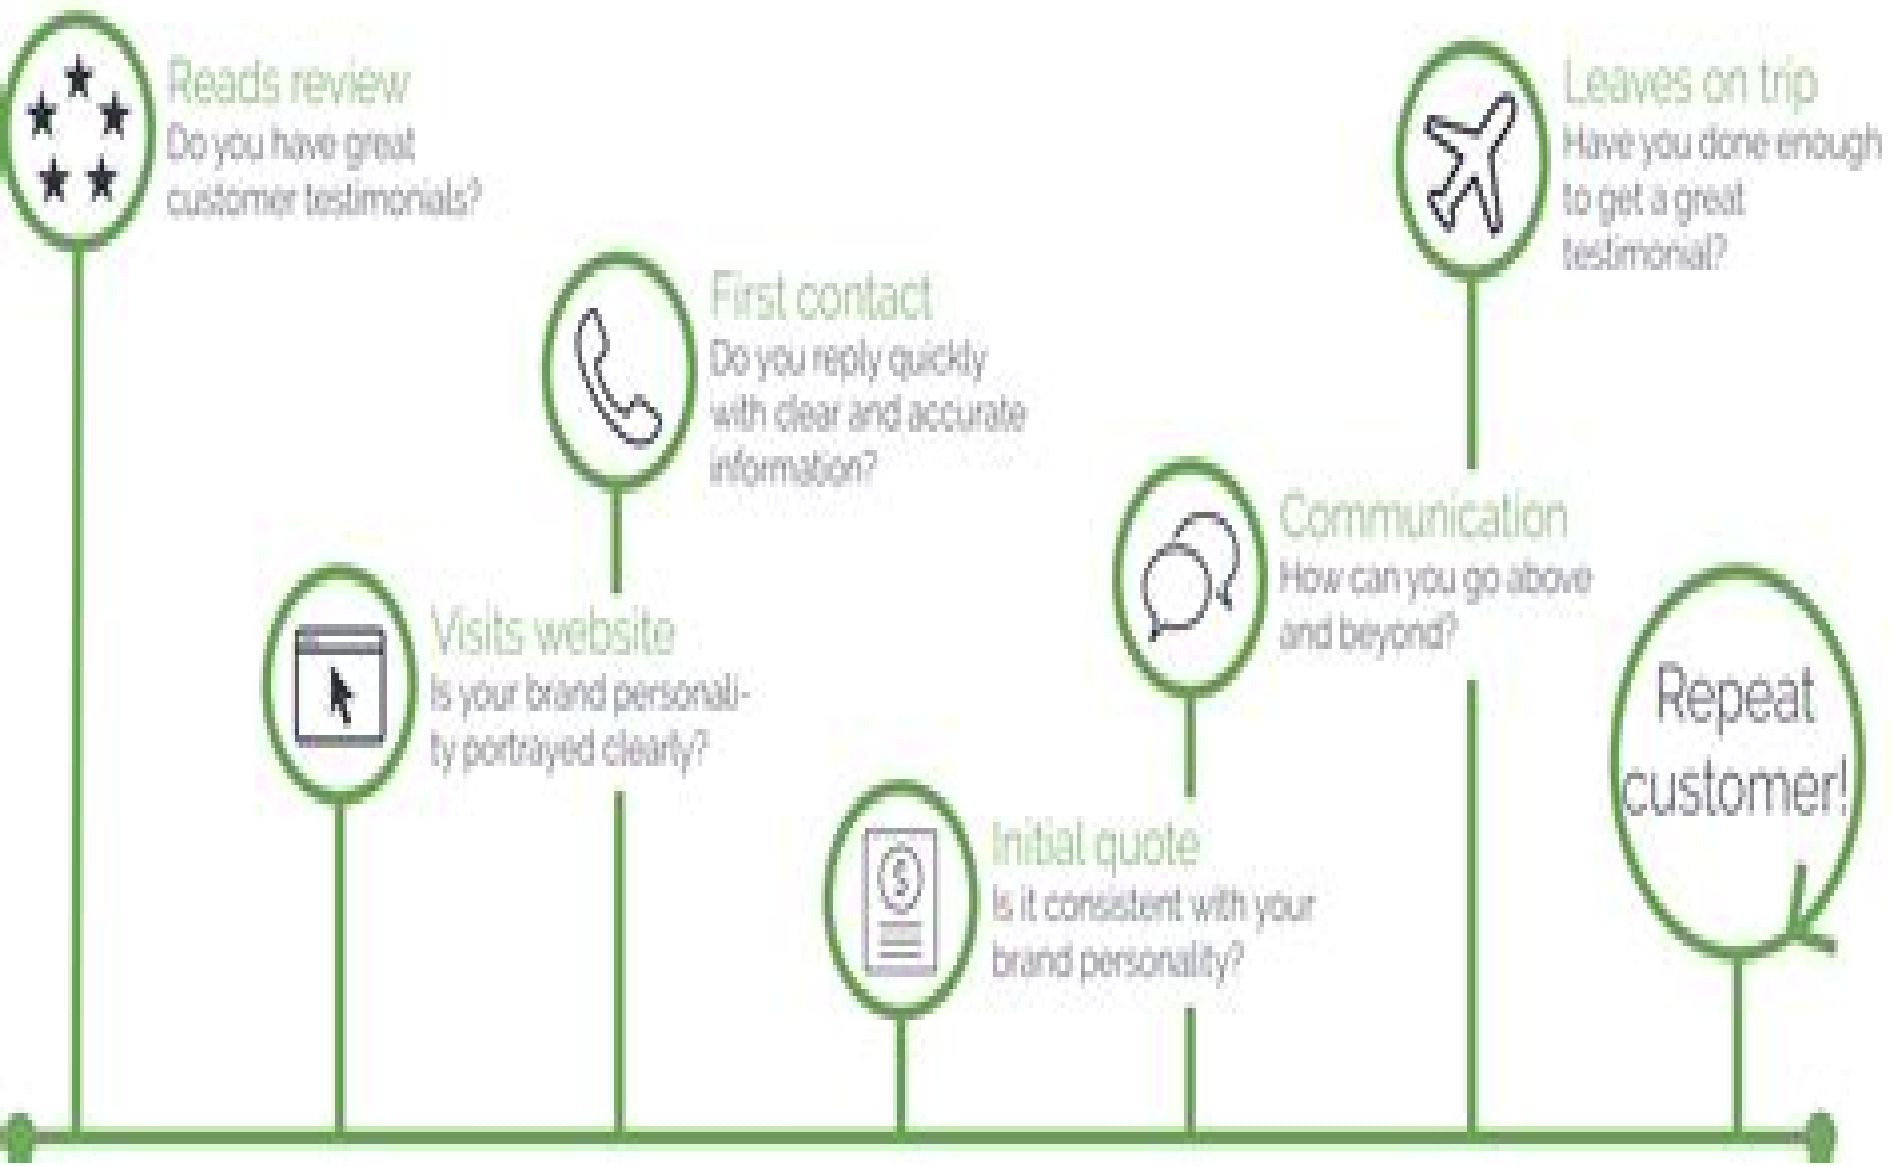 Reads review
Do you have great
customer testimonials?
Visits website
Is your brand personali-
ty portrayed clearly?
First contact
Do you reply quickly
with clear and accurate
information?
Initial quote
Is it consistent with your
brand personality?
$
Communication
How can you go above
and beyond?
Leaves on trip
Have you done enough
to get a great
testimonial?
Repeat
customer!